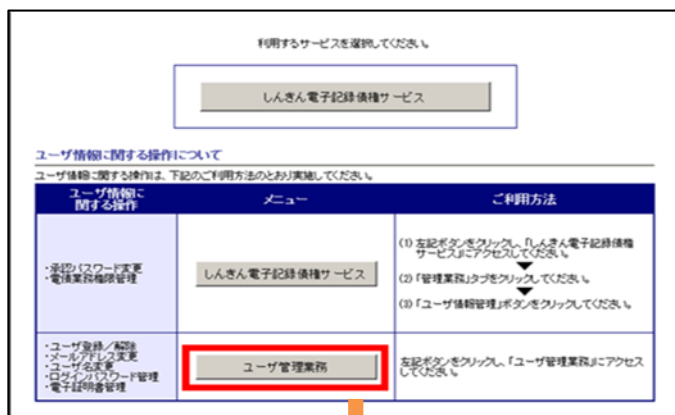 利用するサービスを選択してください。
しんきん電子記録債権サービス
ユーザ情報に関する操作について
ユーザ情報に関する操作は、下記のご利用方法のとおり実施してください。
ユーザ情報に
関する操作
メニュー
ご利用方法
・承認パスワード変更
・電債業務権限管理
しんきん電子記録債権サービス
(1) 左記ボタンをクリックし、「しんきん電子記録債権
サービス」にアクセスしてください。
(2) 「管理業務」タブをクリックしてください。
(3) 「ユーザ情報管理」ボタンをクリックしてください。
・ユーザ登録／解除
・メールアドレス変更
・ユーザ名変更
・ログインパスワード管理
・電子証明書管理
ユーザ管理業務
左記ボタンをクリックし、「ユーザ管理業務」にアクセス
してください。